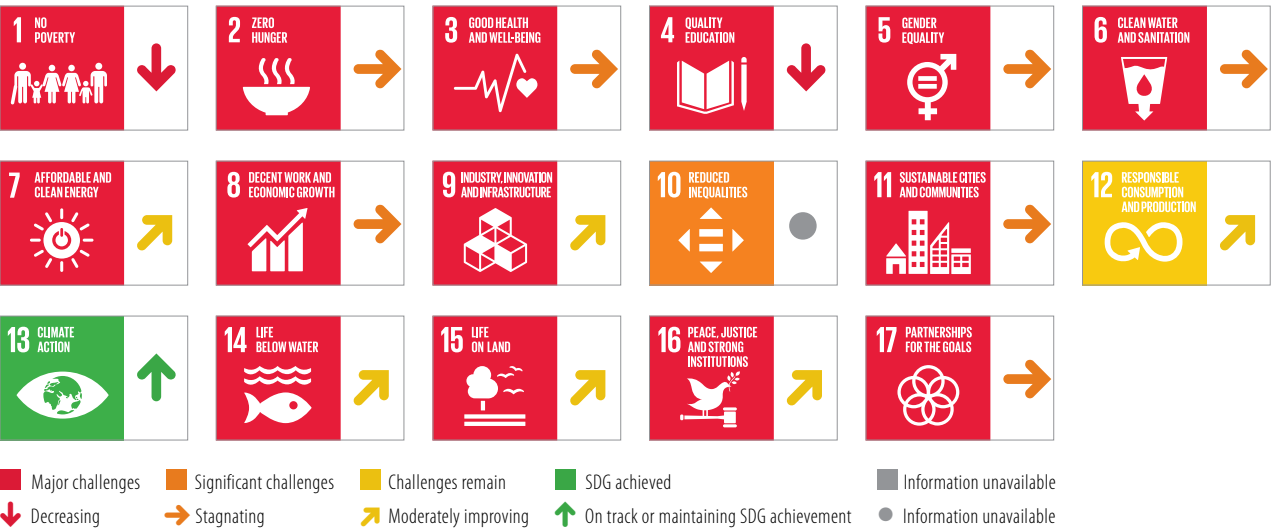 1 NO
POVERTY
2 ZERO
HUNGER
3 GOOD HEALTH
AND WELL-BEING
4 QUALITY
EDUCATION
5 GENDER
EQUALITY
6 CLEAN WATER
AND SANITATION
7 AFFORDABLE AND
CLEAN ENERGY
8 DECENT WORK AND
ECONOMIC GROWTH
9 INDUSTRY, INNOVATION
AND INFRASTRUCTURE
10 REDUCED
INEQUALITIES
11 SUSTAINABLE CITIES
AND COMMUNITIES
12 RESPONSIBLE
CONSUMPTION
AND PRODUCTION
13 CLIMATE
ACTION
14 LIFE
BELOW WATER
15 LIFE
ON LAND
16 PEACE, JUSTICE
AND STRONG
INSTITUTIONS
17 PARTNERSHIPS
FOR THE GOALS
Major challenges
Significant challenges
Challenges remain
SDG achieved
Information unavailable
Decreasing
Stagnating
Moderately improving
On track or maintaining SDG achievement
Information unavailable